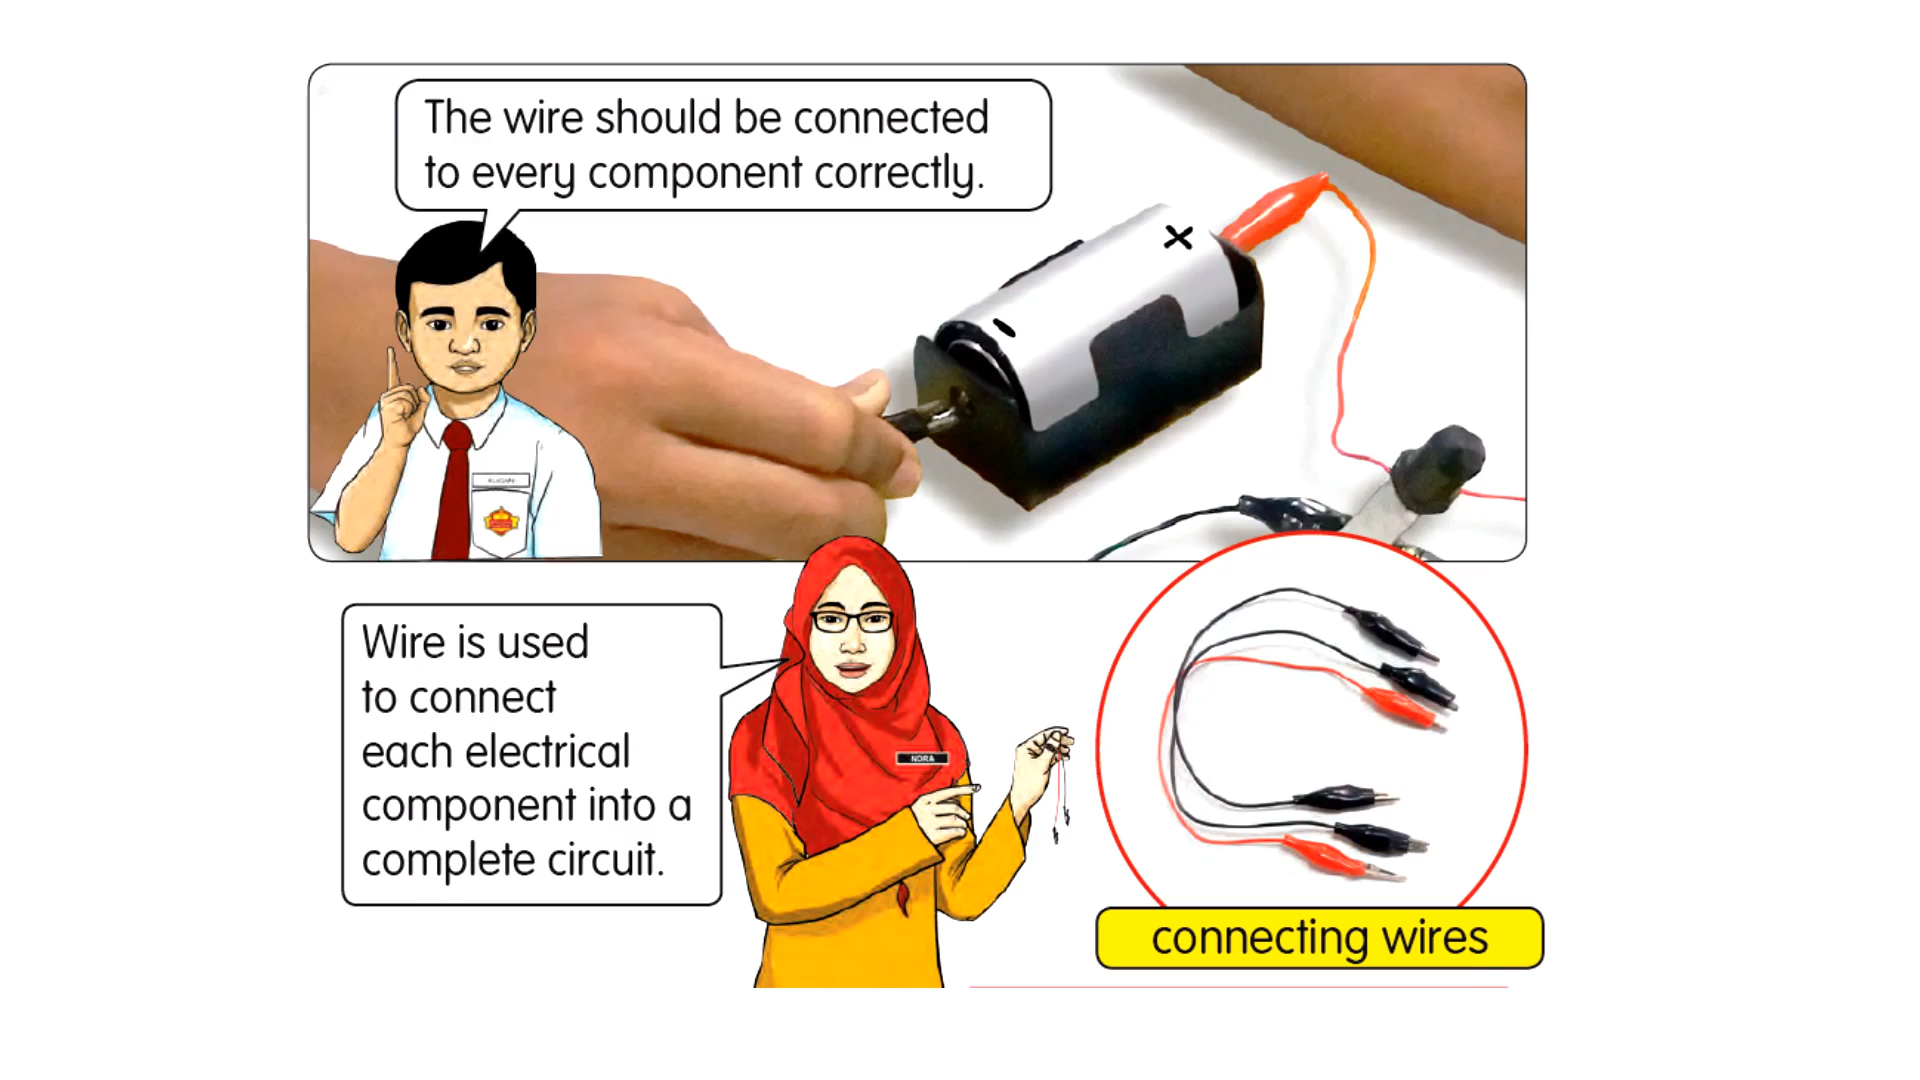 The wire should be connected
to every component correctly.
+
-
Wire is used
to connect
each electrical
component into a
complete circuit.
NORA
connecting wires